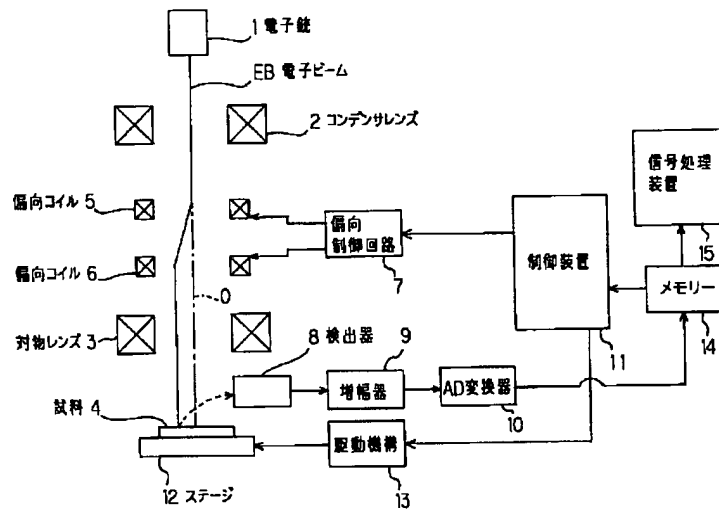 1 電子銃
EB 電子ビーム
2 コンデンサレンズ
信号処理
装置
15
偏向コイル 5
偏向
制御回路
7
制御装置
11
メモリー
14
偏向コイル 6
O
対物レンズ 3
8 検出器
9
増幅器
AD変換器
10
試料 4
駆動機構
13
12 ステージ